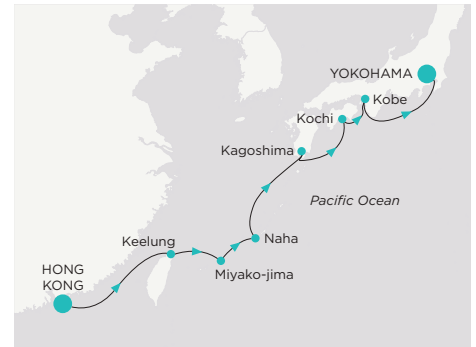 YOKOHAMA
Kobe
Kochi
Kagoshima
Pacific Ocean
Naha
Keelung
Miyako-jima
HONG
KONG